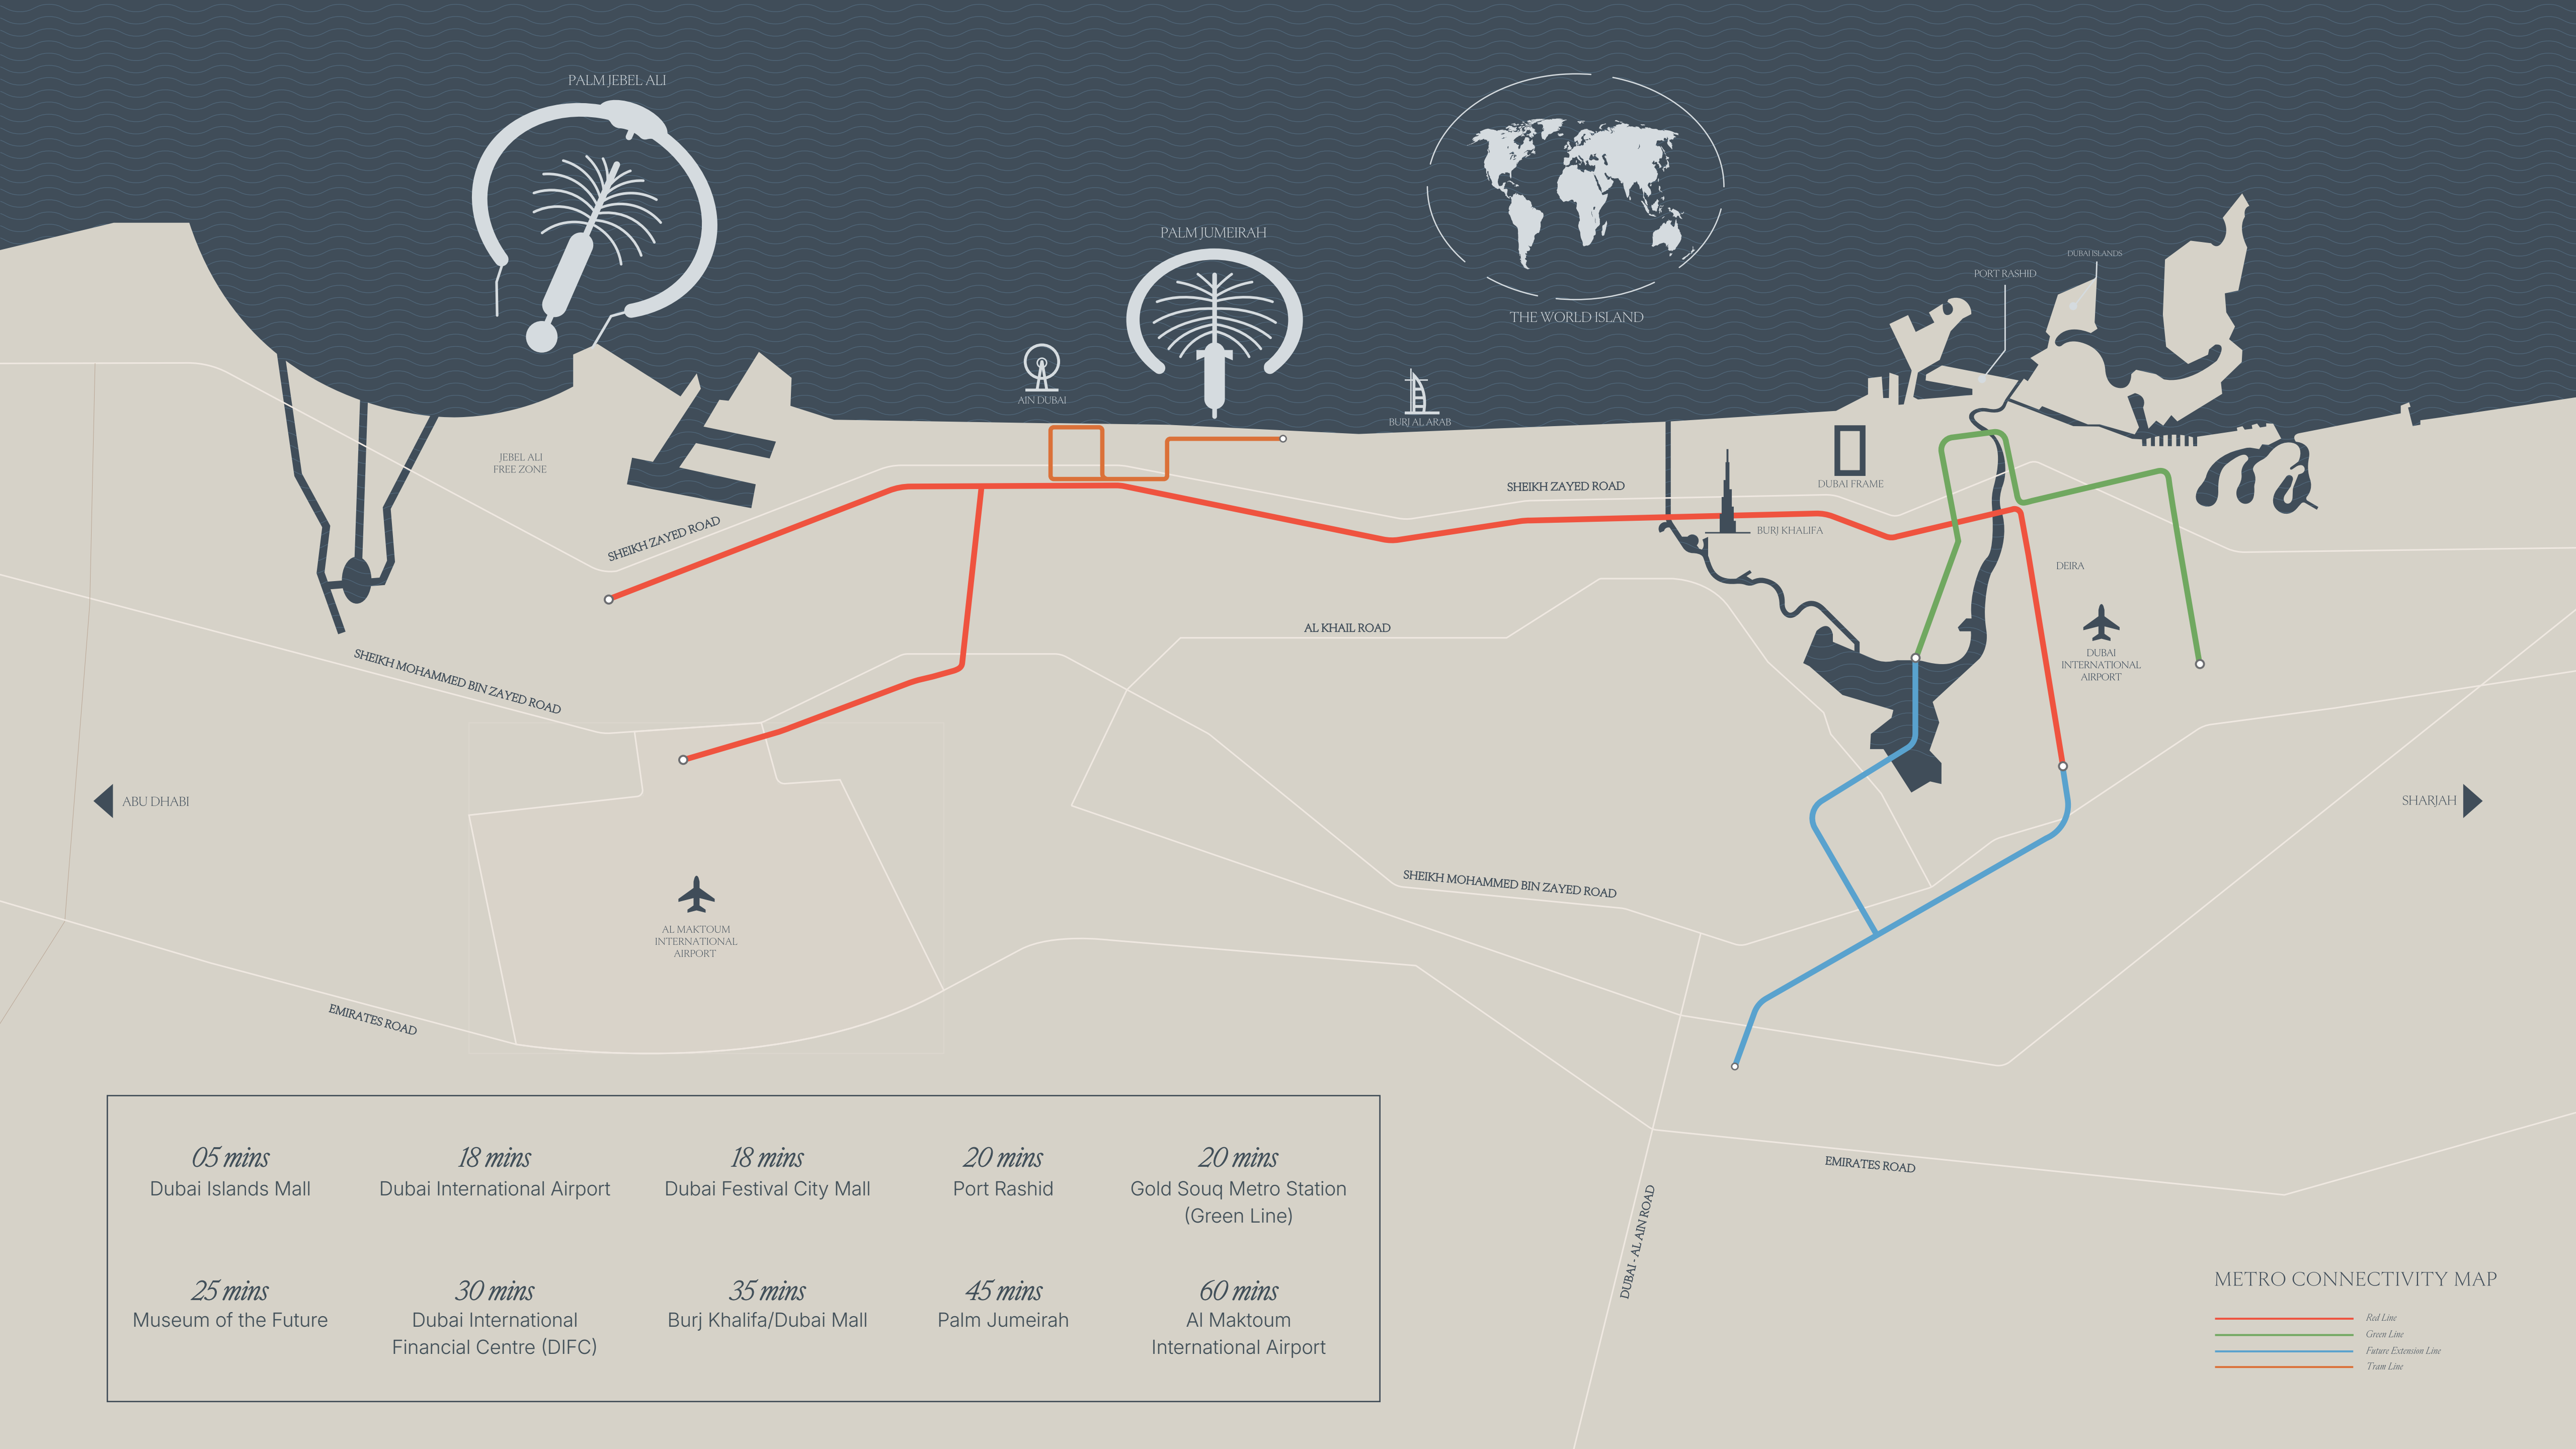 PALM JEBEL ALI
PALM JUMEIRAH
THE WORLD ISLAND
DUBAI ISLANDS
PORT RASHID
AIN DUBAI
BURJ AL ARAB
JEBEL ALI
FREE ZONE
SHEIKH ZAYED ROAD
SHEIKH ZAYED ROAD
DUBAI FRAME
BURJ KHALIFA
DEIRA
AL KHAIL ROAD
DUBAI
INTERNATIONAL
AIRPORT
SHEIKH MOHAMMED BIN ZAYED ROAD
ABU DHABI
SHARJAH
SHEIKH MOHAMMED BIN ZAYED ROAD
AL MAKTOUM
INTERNATIONAL
AIRPORT
EMIRATES ROAD
EMIRATES ROAD
DUBAI - AL AIN ROAD
05 mins
Dubai Islands Mall
18 mins
Dubai International Airport
18 mins
Dubai Festival City Mall
20 mins
Port Rashid
20 mins
Gold Souq Metro Station
(Green Line)
25 mins
Museum of the Future
30 mins
Dubai International
Financial Centre (DIFC)
35 mins
Burj Khalifa/Dubai Mall
45 mins
Palm Jumeirah
60 mins
Al Maktoum
International Airport
METRO CONNECTIVITY MAP
Red Line
Green Line
Future Extension Line
Tram Line